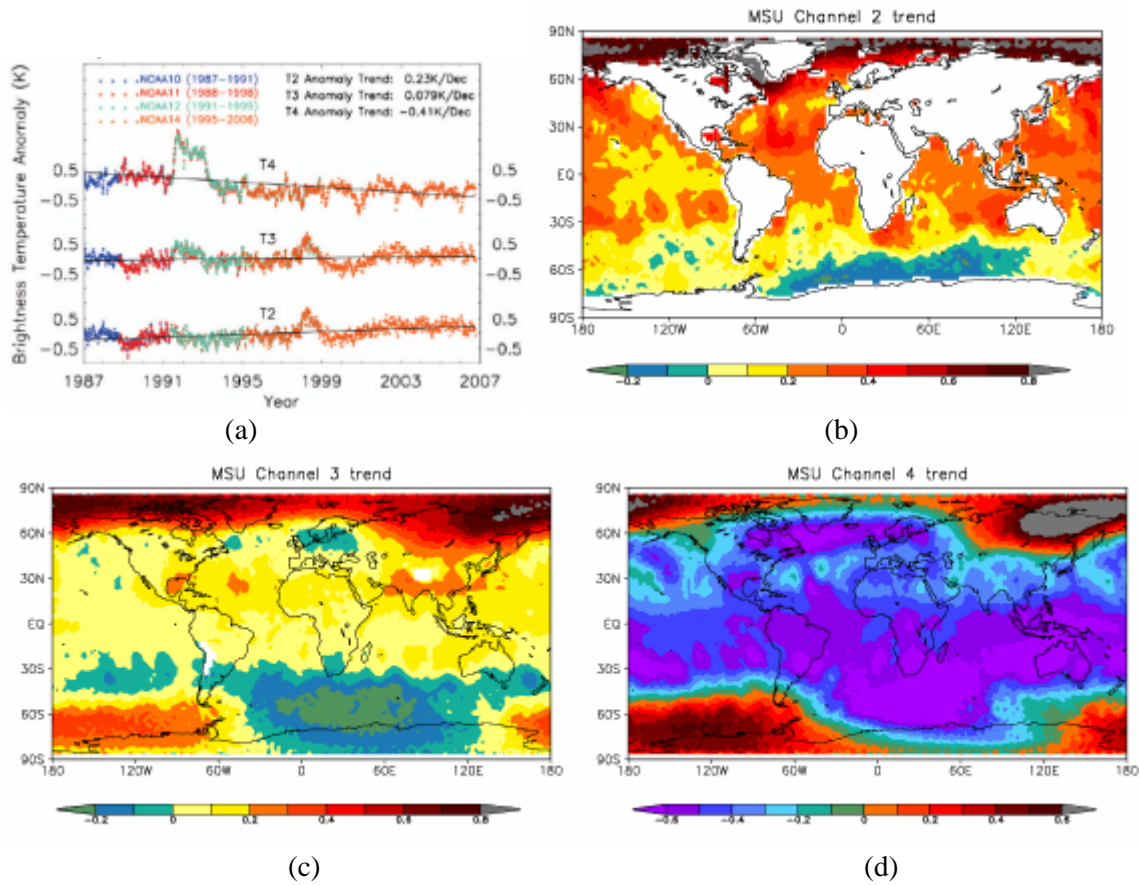 NOAA10 (1987-1991)
NOAA11 (1988-1998)
NOAA12 (1991-1999)
NOAA14 (1995-2006)
T2 Anomaly Trend: 0.23K/Dec
T3 Anomaly Trend: 0.079K/Dec
T4 Anomaly Trend: -0.41K/Dec
Brightness Temperature Anomaly (K)
T4
0.5 0.5
-0.5 -0.5
T3
0.5 0.5
-0.5 -0.5
T2
0.5 0.5
-0.5 -0.5
1987 1991 1995 1999 2003 2007
Year
(a)
MSU Channel 2 trend
90N
60N
30N
EQ
30S
60S
90S
180 120W 60W 0 60E 120E 180
-0.2 0 0.2 0.4 0.6 0.8
(b)
MSU Channel 3 trend
90N
60N
30N
EQ
30S
60S
90S
180 120W 60W 0 60E 120E 180
-0.2 0 0.2 0.4 0.6 0.8
(c)
MSU Channel 4 trend
90N
60N
30N
EQ
30S
60S
90S
180 120W 60W 0 60E 120E 180
-0.4 -0.2 0 0.2 0.4 0.6
(d)